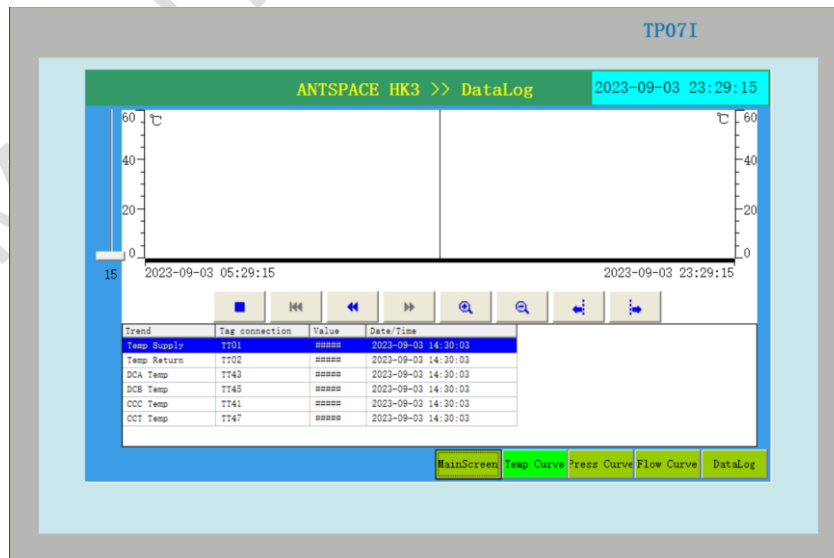 TP07I
ANTSPACE HK3 >> DataLog
2023-09-03 23:29:15
60 ℃ ℃ 60
40 40
20 20
0 0
15 2023-09-03 05:29:15 2023-09-03 23:29:15
Trend Tag connection Value Date/Time
Temp Supply TT01 ##### 2023-09-03 14:30:03
Temp Return TT02 ##### 2023-09-03 14:30:03
DCA Temp TT43 ##### 2023-09-03 14:30:03
DCB Temp TT45 ##### 2023-09-03 14:30:03
CCC Temp TT41 ##### 2023-09-03 14:30:03
CCT Temp TT47 ##### 2023-09-03 14:30:03
MainScreen Temp Curve Press Curve Flow Curve DataLog